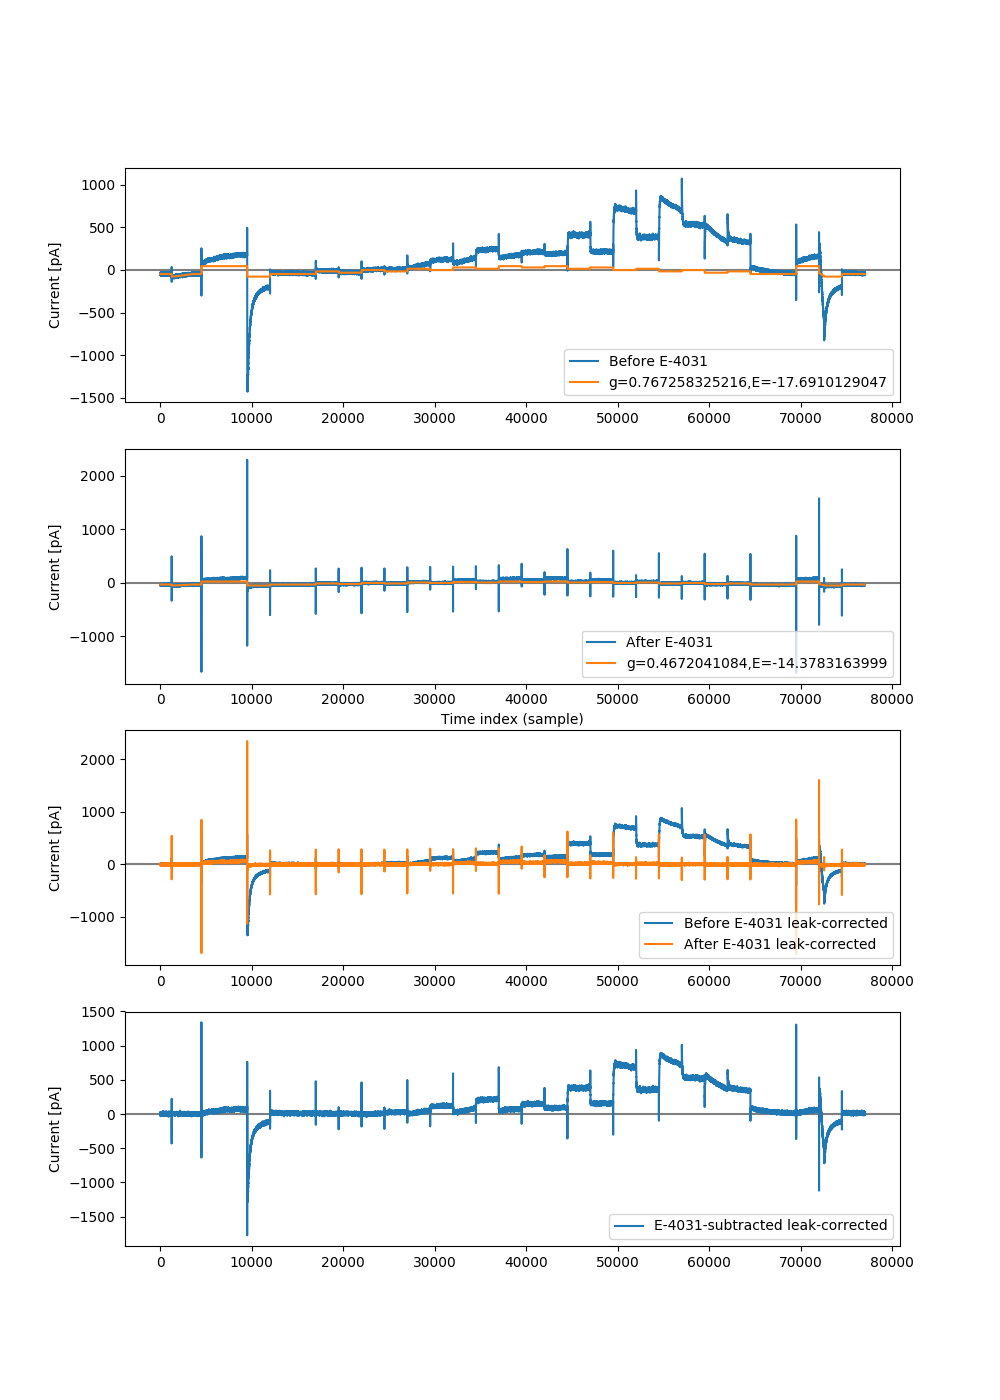 1000
500
0
−500
−1000
−1500
Current [pA]
Before E-4031
g=0.767258325216,E=-17.6910129047
0 10000 20000 30000 40000 50000 60000 70000 80000
2000
1000
0
−1000
Current [pA]
After E-4031
g=0.4672041084,E=-14.3783163999
0 10000 20000 30000 40000 50000 60000 70000 80000
Time index (sample)
2000
1000
0
−1000
Current [pA]
Before E-4031 leak-corrected
After E-4031 leak-corrected
0 10000 20000 30000 40000 50000 60000 70000 80000
1500
1000
500
0
−500
−1000
−1500
Current [pA]
E-4031-subtracted leak-corrected
0 10000 20000 30000 40000 50000 60000 70000 80000